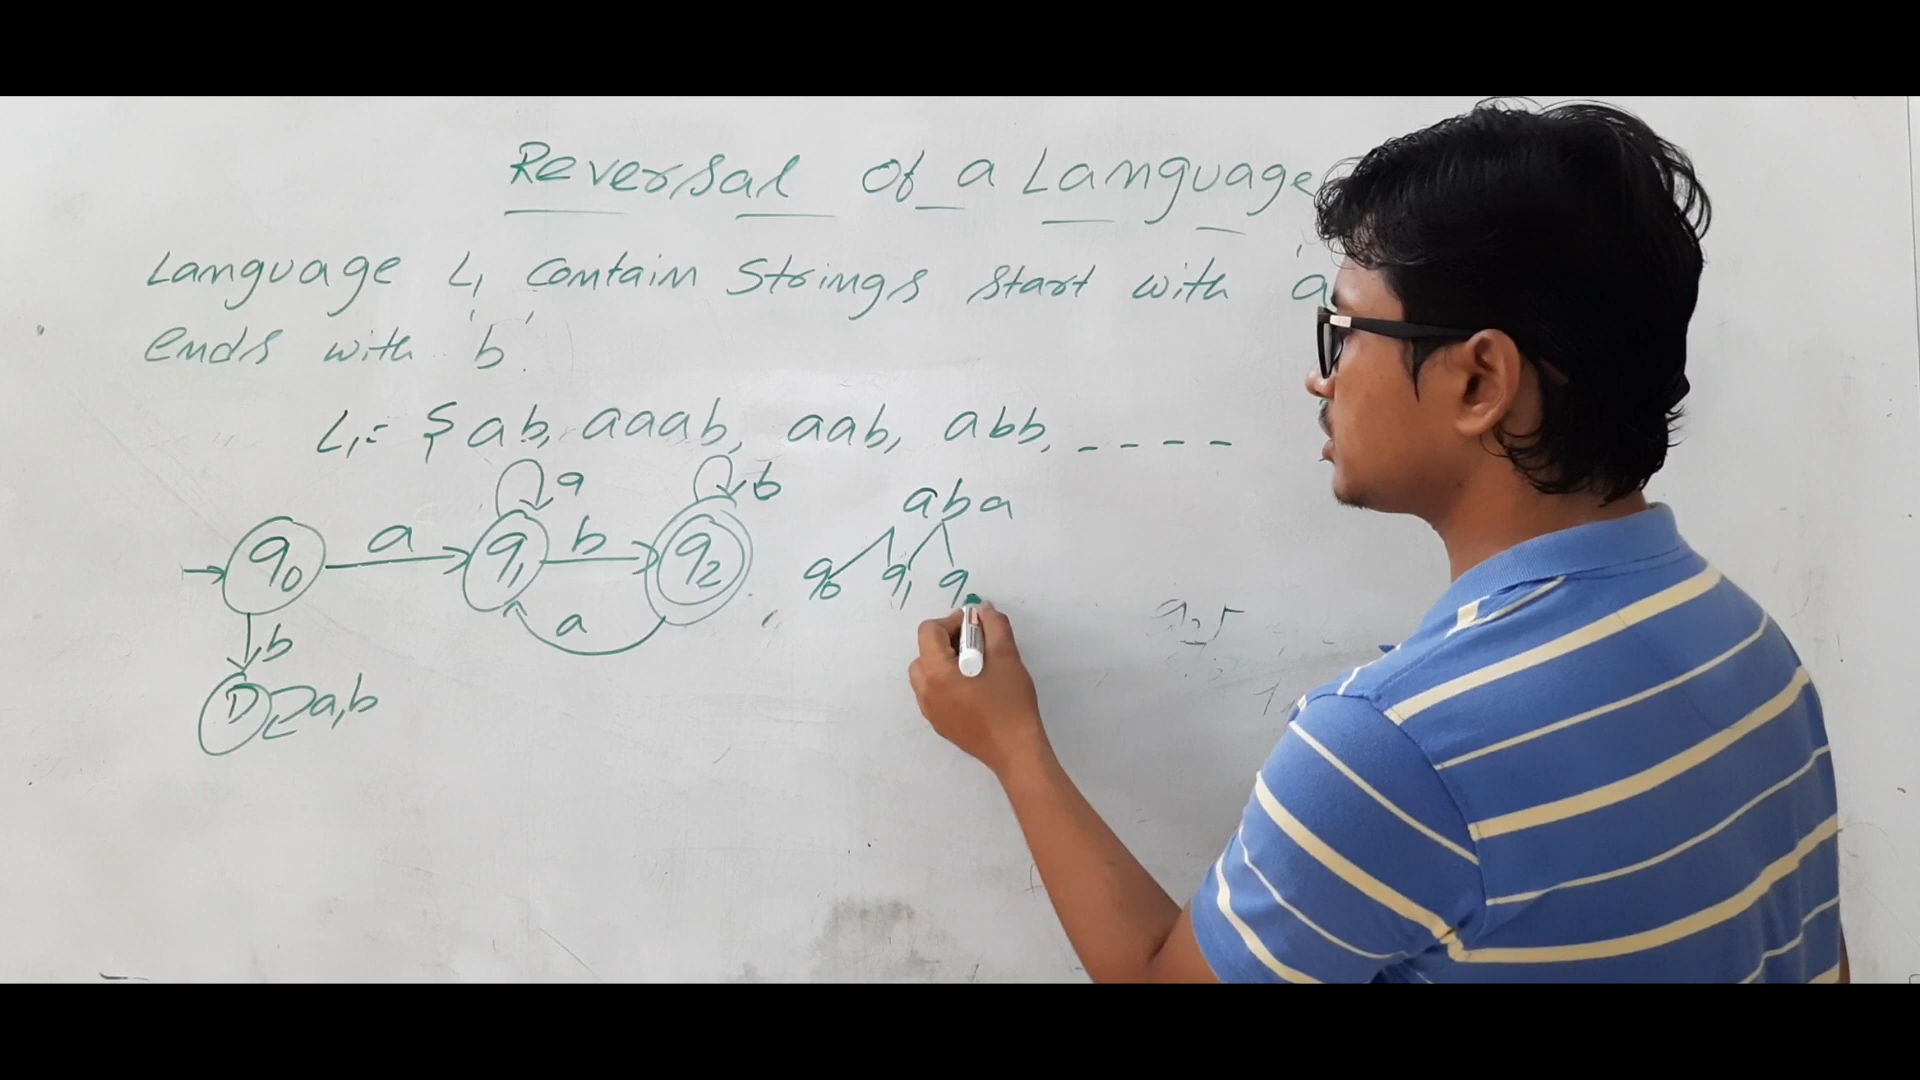 Reversal of a Language
Language L1 contain strings start with 'a
ends with 'b'.
L1= { ab, aaab, aab, abb, - - - -
a b aba
q0 a q1 b q2 q0 q1 q
b a
D a,b